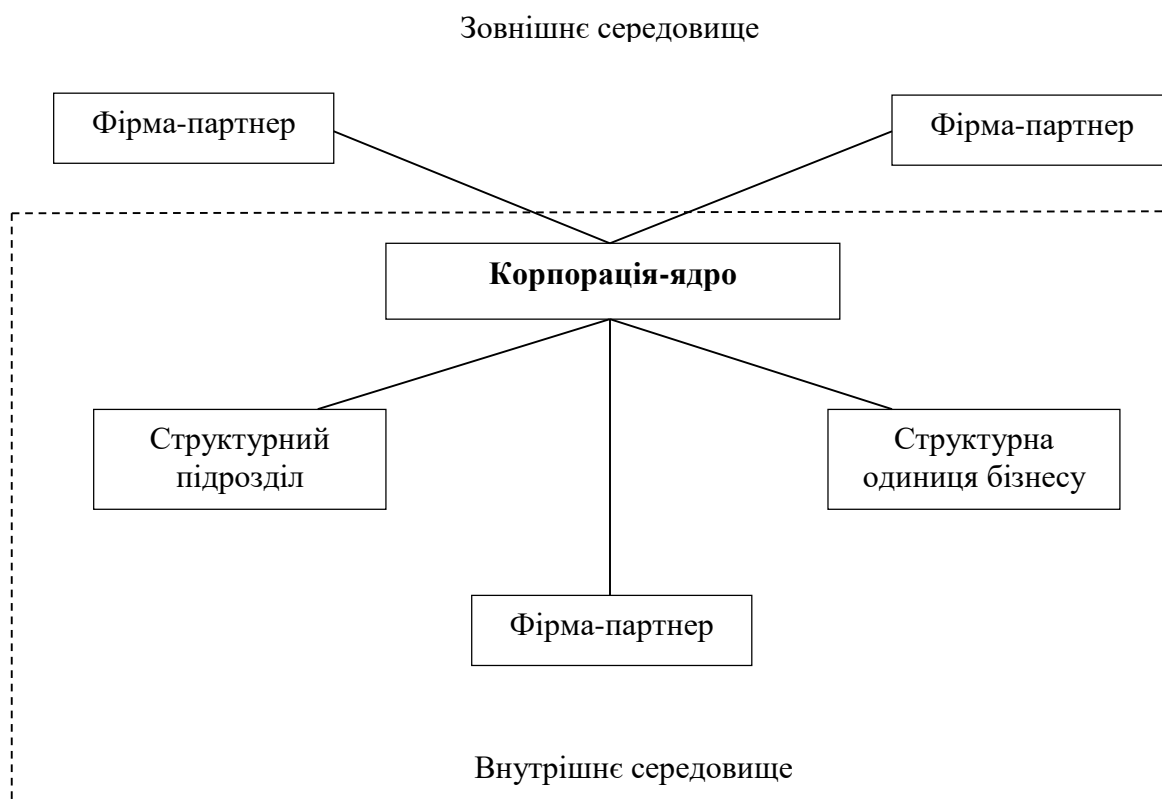 Зовнішнє середовище
Фірма-партнер
Фірма-партнер
Корпорація-ядро
Структурний
підрозділ
Структурна
одиниця бізнесу
Фірма-партнер
Внутрішнє середовище